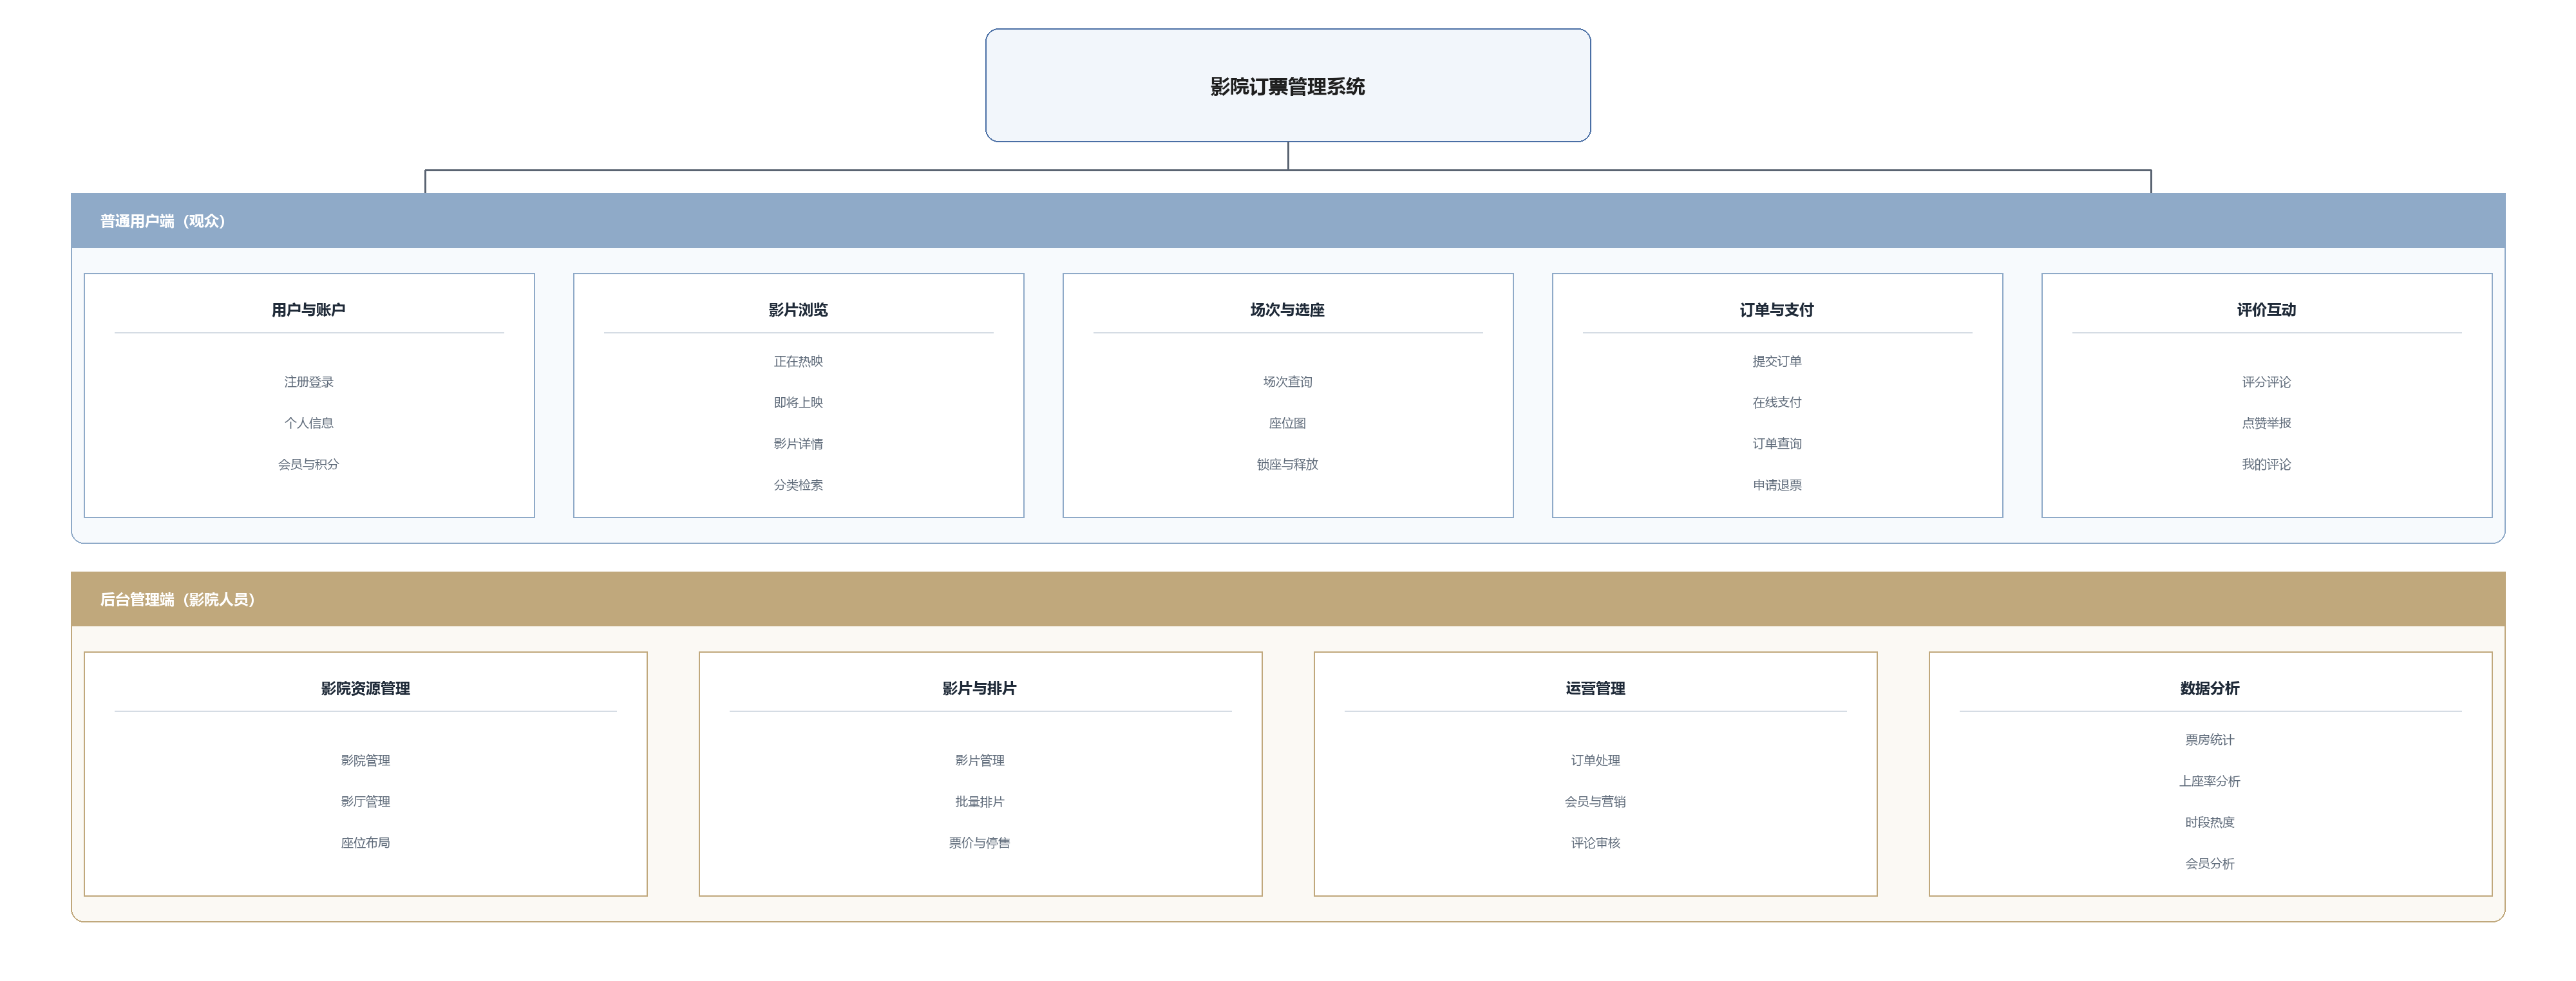 影院订票管理系统
普通用户端（观众）
用户与账户
注册登录
个人信息
会员与积分
影片浏览
正在热映
即将上映
影片详情
分类检索
场次与选座
场次查询
座位图
锁座与释放
订单与支付
提交订单
在线支付
订单查询
申请退票
评价互动
评分评论
点赞举报
我的评论
后台管理端（影院人员）
影院资源管理
影院管理
影厅管理
座位布局
影片与排片
影片管理
批量排片
票价与停售
运营管理
订单处理
会员与营销
评论审核
数据分析
票房统计
上座率分析
时段热度
会员分析